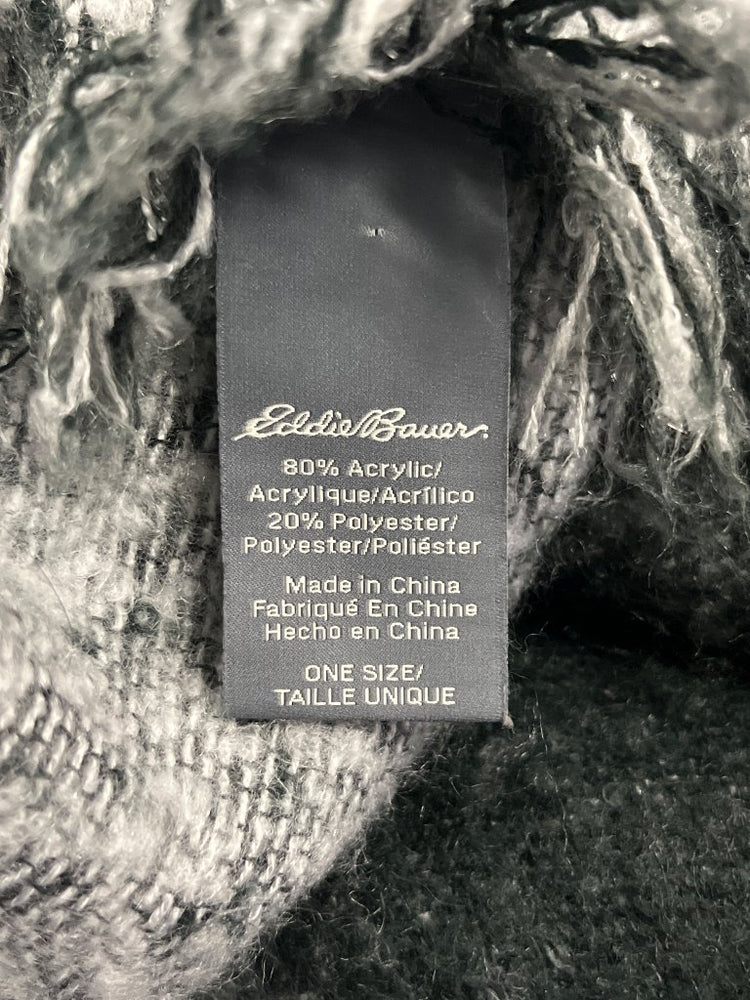 Eddie Bauer
80% Acrylic/
Acrylique/Acrílico
20% Polyester/
Polyester/Poliéster
Made in China
Fabriqué En Chine
Hecho en China
ONE SIZE/
TAILLE UNIQUE